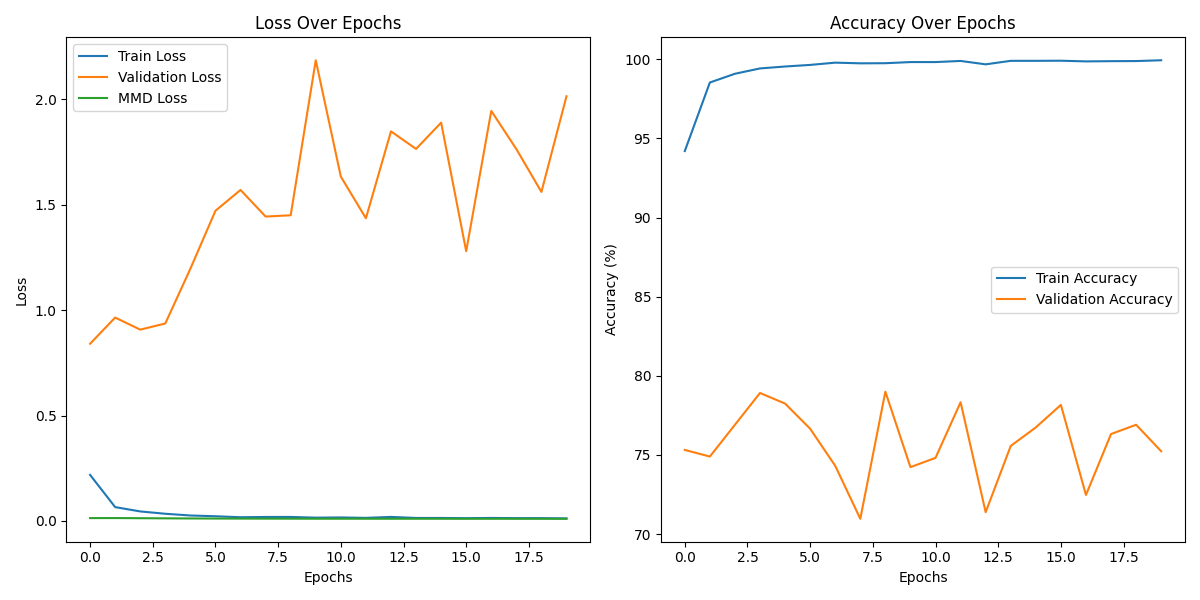 Loss Over Epochs
Train Loss
Validation Loss
MMD Loss
2.0
1.5
1.0
0.5
0.0
Loss
0.0 2.5 5.0 7.5 10.0 12.5 15.0 17.5
Epochs
Accuracy Over Epochs
100
95
90
85
80
75
70
Accuracy (%)
Train Accuracy
Validation Accuracy
0.0 2.5 5.0 7.5 10.0 12.5 15.0 17.5
Epochs